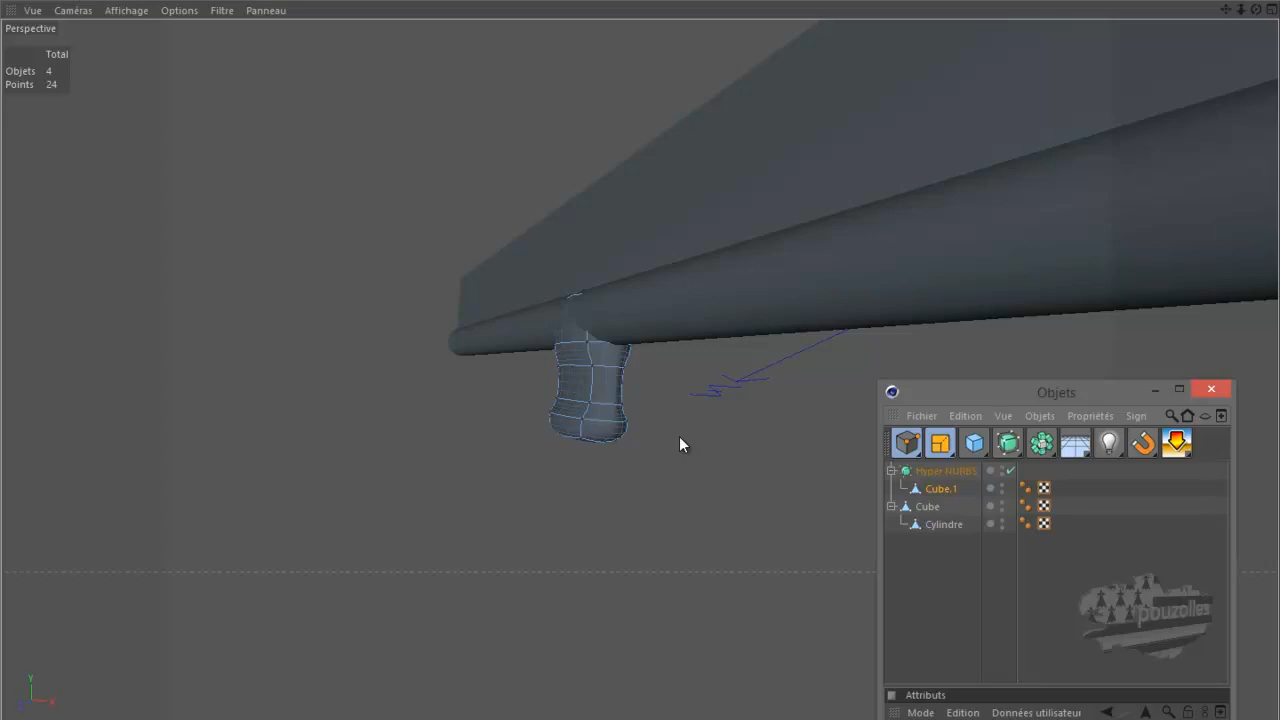 Vue Caméras Affichage Options Filtre Panneau
Perspective
Total
Objets 4
Points 24
Objets
Fichier Edition Vue Objets Propriétés Sign
Hyper NURBS
Cube.1
Cube
Cylindre
pouzolles
Attributs
Mode Edition Données utilisateur
Y
X